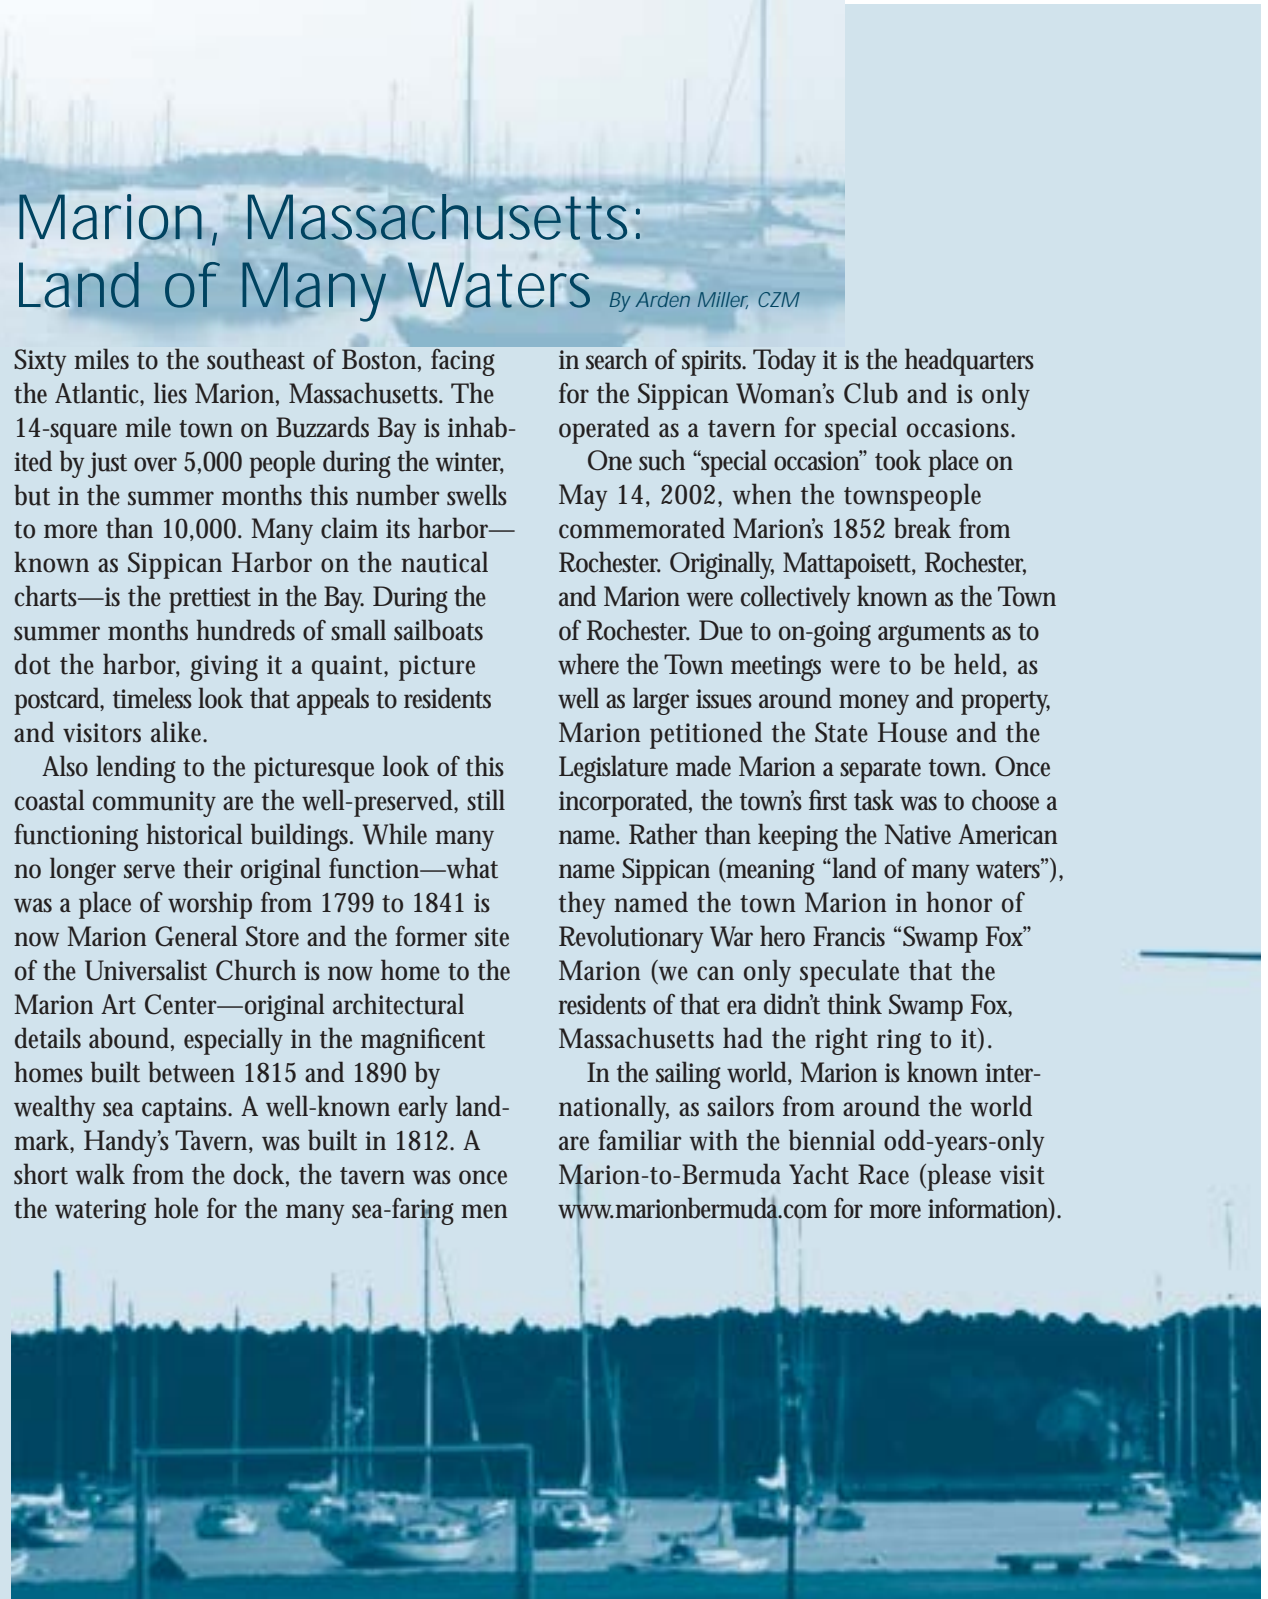 Marion, Massachusetts:
Land of Many Waters By Arden Miller, CZM
Sixty miles to the southeast of Boston, facing
the Atlantic, lies Marion, Massachusetts. The
14-square mile town on Buzzards Bay is inhab-
ited by just over 5,000 people during the winter,
but in the summer months this number swells
to more than 10,000. Many claim its harbor—
known as Sippican Harbor on the nautical
charts—is the prettiest in the Bay. During the
summer months hundreds of small sailboats
dot the harbor, giving it a quaint, picture
postcard, timeless look that appeals to residents
and visitors alike.
Also lending to the picturesque look of this
coastal community are the well-preserved, still
functioning historical buildings. While many
no longer serve their original function—what
was a place of worship from 1799 to 1841 is
now Marion General Store and the former site
of the Universalist Church is now home to the
Marion Art Center—original architectural
details abound, especially in the magnificent
homes built between 1815 and 1890 by
wealthy sea captains. A well-known early land-
mark, Handy’s Tavern, was built in 1812. A
short walk from the dock, the tavern was once
the watering hole for the many sea-faring men
in search of spirits. Today it is the headquarters
for the Sippican Woman’s Club and is only
operated as a tavern for special occasions.
One such “special occasion” took place on
May 14, 2002, when the townspeople
commemorated Marion’s 1852 break from
Rochester. Originally, Mattapoisett, Rochester,
and Marion were collectively known as the Town
of Rochester. Due to on-going arguments as to
where the Town meetings were to be held, as
well as larger issues around money and property,
Marion petitioned the State House and the
Legislature made Marion a separate town. Once
incorporated, the town’s first task was to choose a
name. Rather than keeping the Native American
name Sippican (meaning “land of many waters”),
they named the town Marion in honor of
Revolutionary War hero Francis “Swamp Fox”
Marion (we can only speculate that the
residents of that era didn’t think Swamp Fox,
Massachusetts had the right ring to it).
In the sailing world, Marion is known inter-
nationally, as sailors from around the world
are familiar with the biennial odd-years-only
Marion-to-Bermuda Yacht Race (please visit
www.marionbermuda.com for more information).